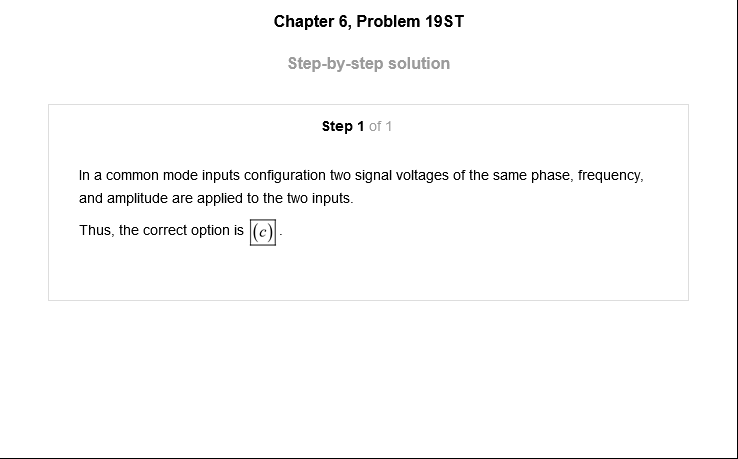 Chapter 6, Problem 19ST
Step-by-step solution
Step 1 of 1
In a common mode inputs configuration two signal voltages of the same phase, frequency,
and amplitude are applied to the two inputs.
Thus, the correct option is (c).